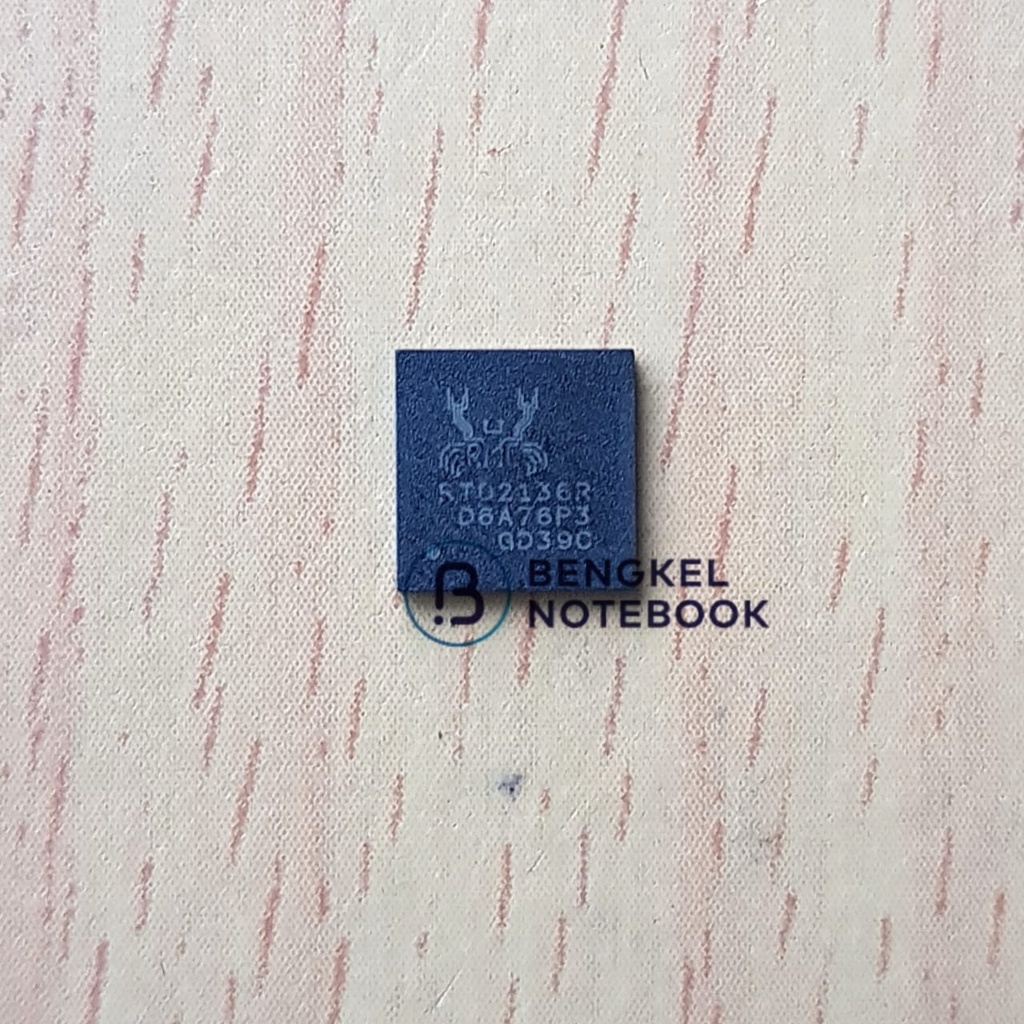 RTD2136R
D6A76P3
GD39C
BENGKEL
NOTEBOOK